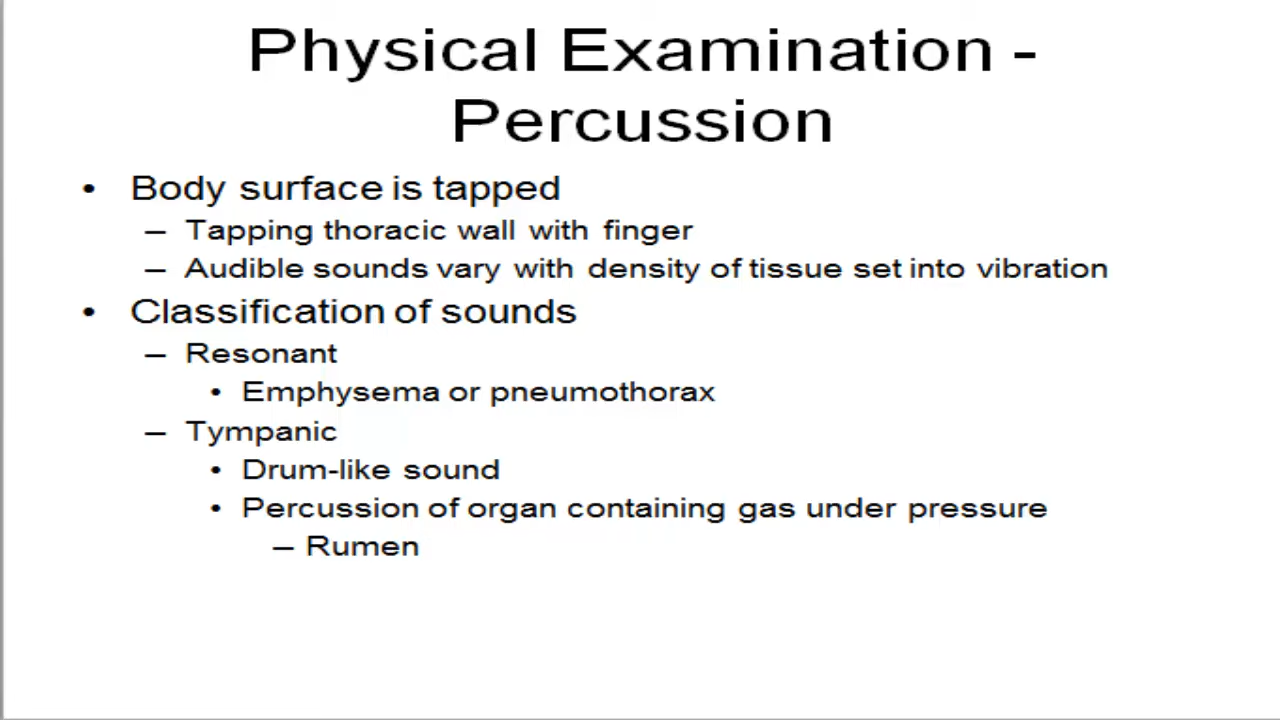 Physical Examination -
Percussion
• Body surface is tapped
– Tapping thoracic wall with finger
– Audible sounds vary with density of tissue set into vibration
• Classification of sounds
– Resonant
• Emphysema or pneumothorax
– Tympanic
• Drum-like sound
• Percussion of organ containing gas under pressure
– Rumen